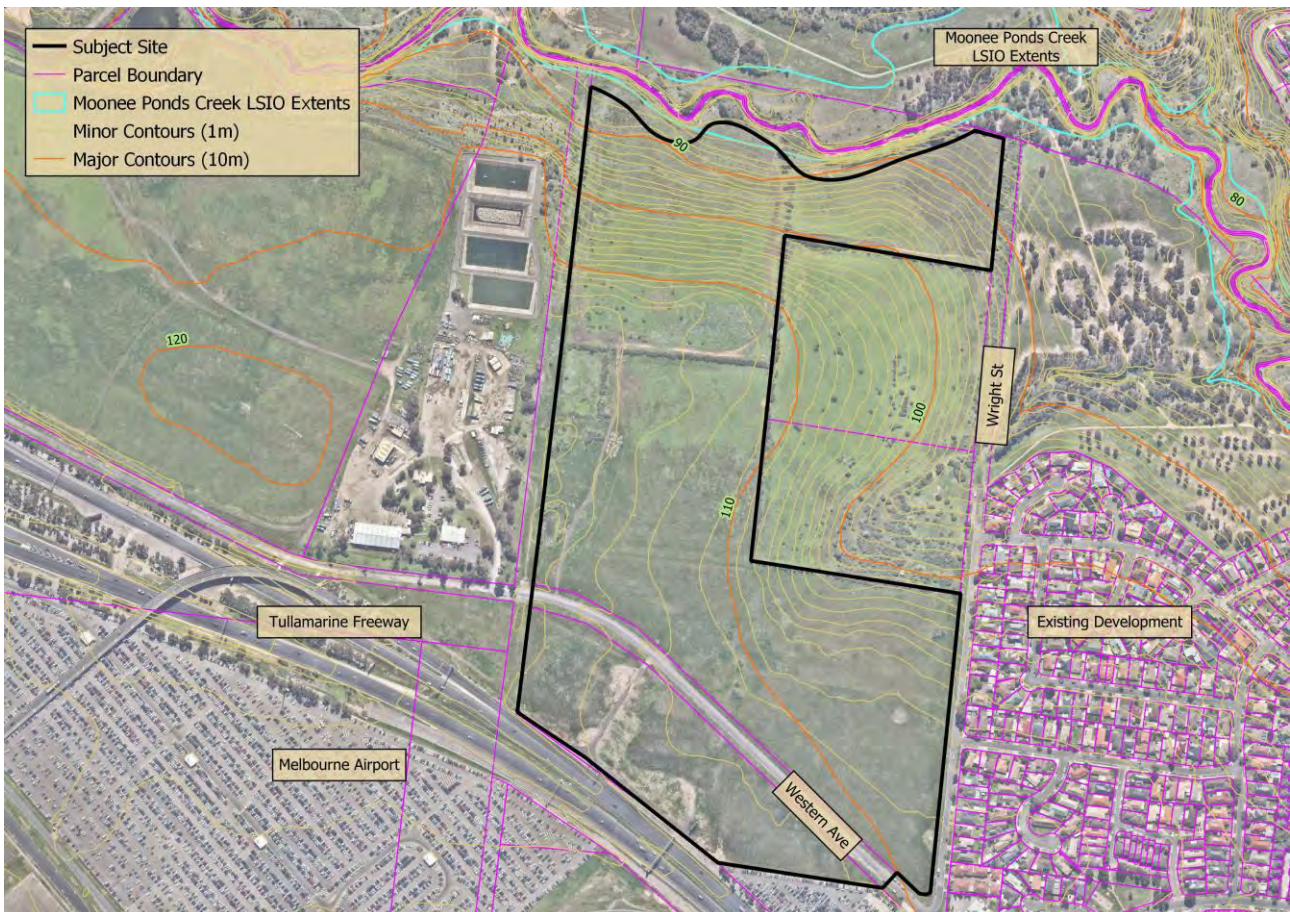 Subject Site
Parcel Boundary
Moonee Ponds Creek LSIO Extents
Minor Contours (1m)
Major Contours (10m)
Moonee Ponds Creek
LSIO Extents
90
80
120
100
Wright St
110
Tullamarine Freeway
Existing Development
Melbourne Airport
Western Ave